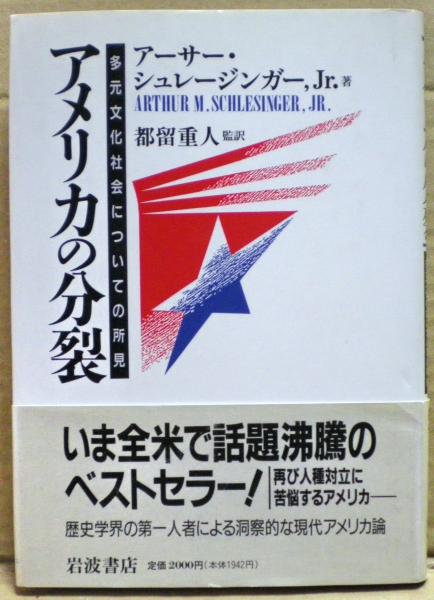 アメリカの分裂
多元文化社会についての所見
アーサー・
シュレージンガー,Jr.著
ARTHUR M. SCHLESINGER, JR.
都留重人 監訳
いま全米で話題沸騰の
ベストセラー!
再び人種対立に
苦悩するアメリカ――
歴史学界の第一人者による洞察的な現代アメリカ論
岩波書店 定価2000円(本体1942円)